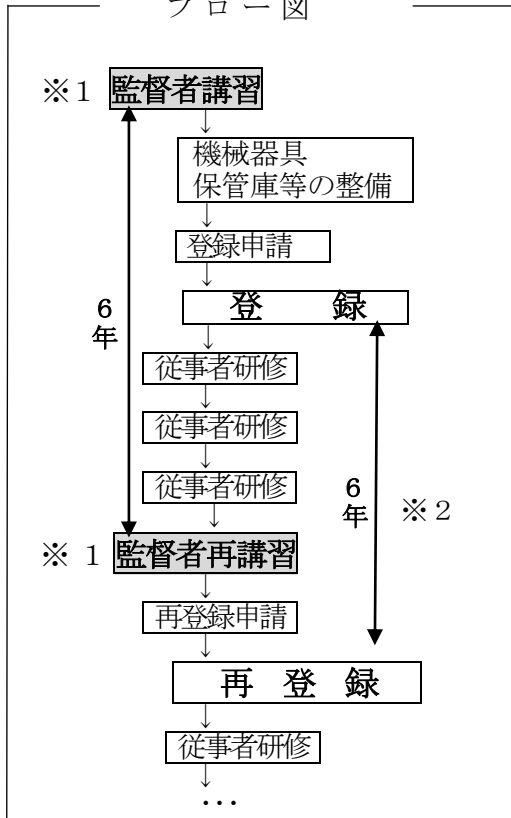 フロー図
※１ 監督者講習
機械器具
保管庫等の整備
登録申請
登　録
6年
従事者研修
従事者研修
従事者研修
6年 ※２
※ １ 監督者再講習
再登録申請
再 登 録
従事者研修
…